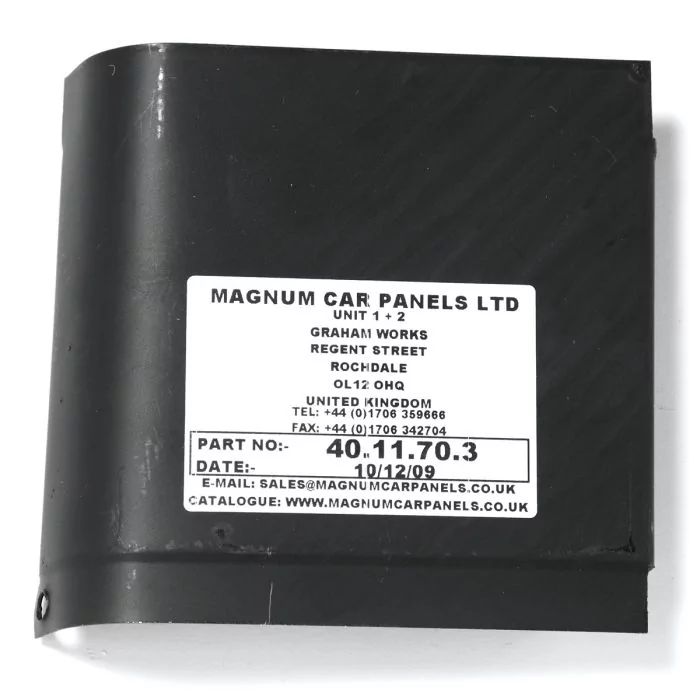 MAGNUM CAR PANELS LTD
UNIT 1 + 2
GRAHAM WORKS
REGENT STREET
ROCHDALE
OL12 OHQ
UNITED KINGDOM
TEL: +44 (0)1706 359666
FAX: +44 (0)1706 342704
PART NO:- 40.11.70.3
DATE:- 10/12/09
E-MAIL: SALES@MAGNUMCARPANELS.CO.UK
CATALOGUE: WWW.MAGNUMCARPANELS.CO.UK